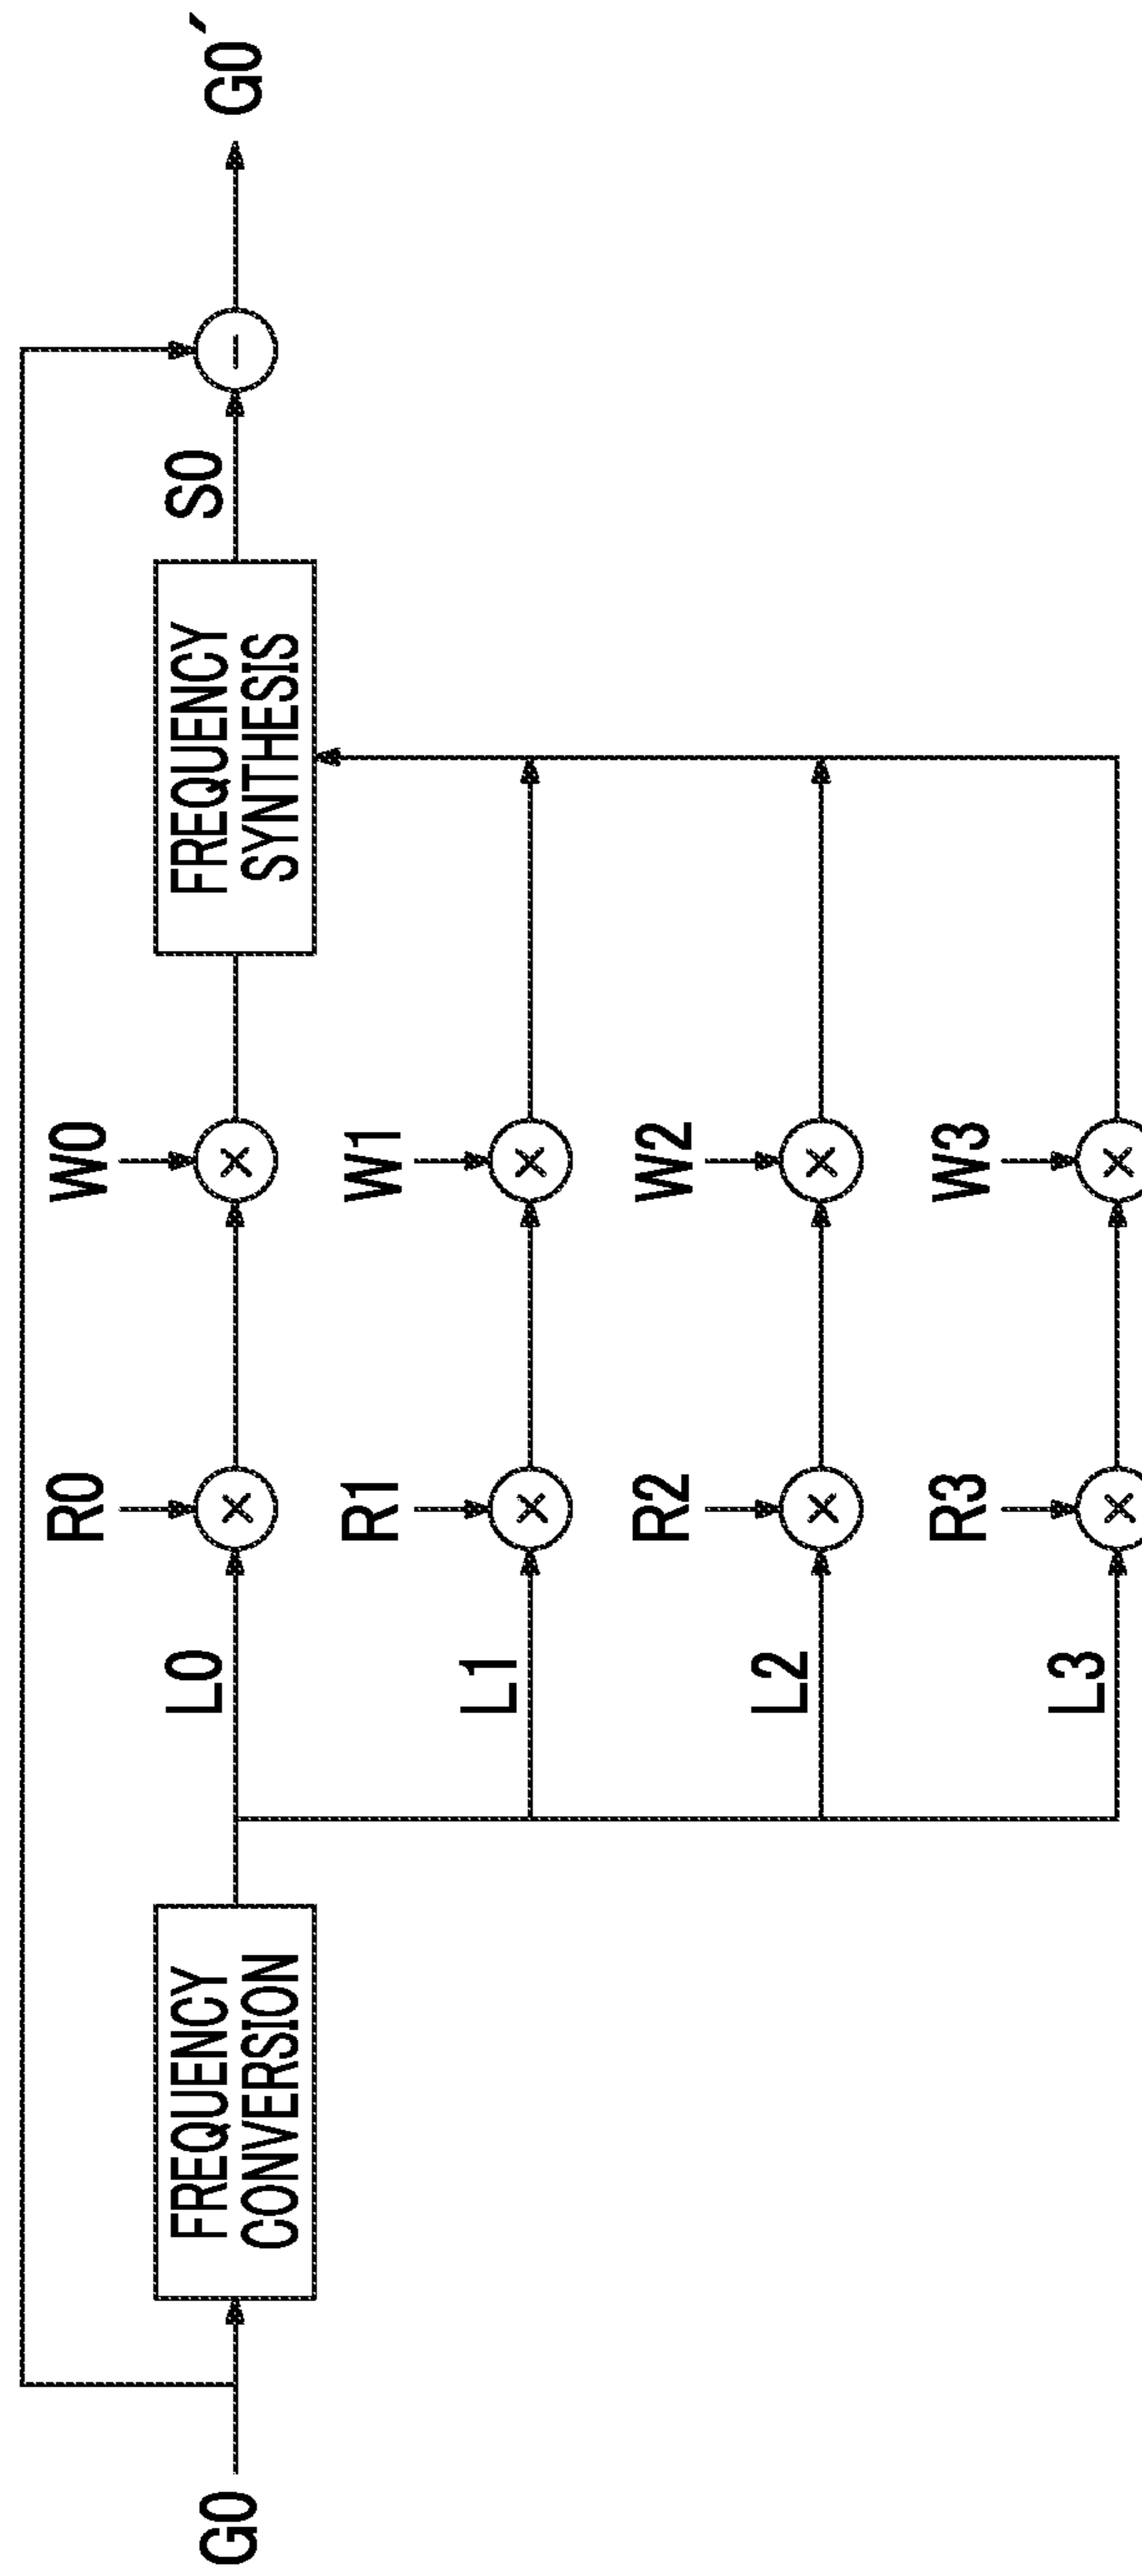 G0
FREQUENCY
CONVERSION
L0
R0
W0
FREQUENCY
SYNTHESIS
S0
−
G0´
×
×
L1
R1
W1
×
×
L2
R2
W2
×
×
L3
R3
W3
×
×